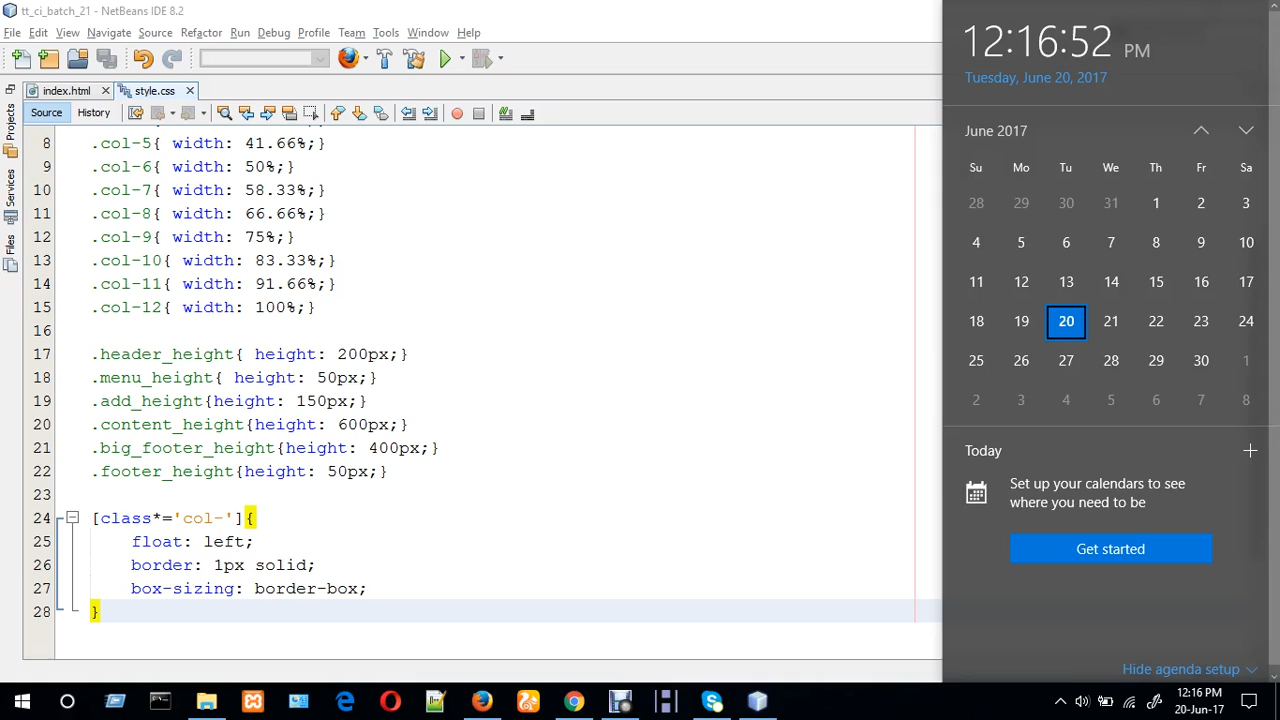 tt_ci_batch_21 - NetBeans IDE 8.2
File Edit View Navigate Source Refactor Run Debug Profile Team Tools Window Help
index.html style.css
Source History
Projects
Services
Files
8 .col-5{ width: 41.66%;}
9 .col-6{ width: 50%;}
10 .col-7{ width: 58.33%;}
11 .col-8{ width: 66.66%;}
12 .col-9{ width: 75%;}
13 .col-10{ width: 83.33%;}
14 .col-11{ width: 91.66%;}
15 .col-12{ width: 100%;}
16
17 .header_height{ height: 200px;}
18 .menu_height{ height: 50px;}
19 .add_height{height: 150px;}
20 .content_height{height: 600px;}
21 .big_footer_height{height: 400px;}
22 .footer_height{height: 50px;}
23
24 [class*='col-']{
25 float: left;
26 border: 1px solid;
27 box-sizing: border-box;
28 }
12:16:52 PM
Tuesday, June 20, 2017
June 2017
Su Mo Tu We Th Fr Sa
28 29 30 31 1 2 3
4 5 6 7 8 9 10
11 12 13 14 15 16 17
18 19 20 21 22 23 24
25 26 27 28 29 30 1
2 3 4 5 6 7 8
Today
Set up your calendars to see
where you need to be
Get started
Hide agenda setup
12:16 PM
20-Jun-17